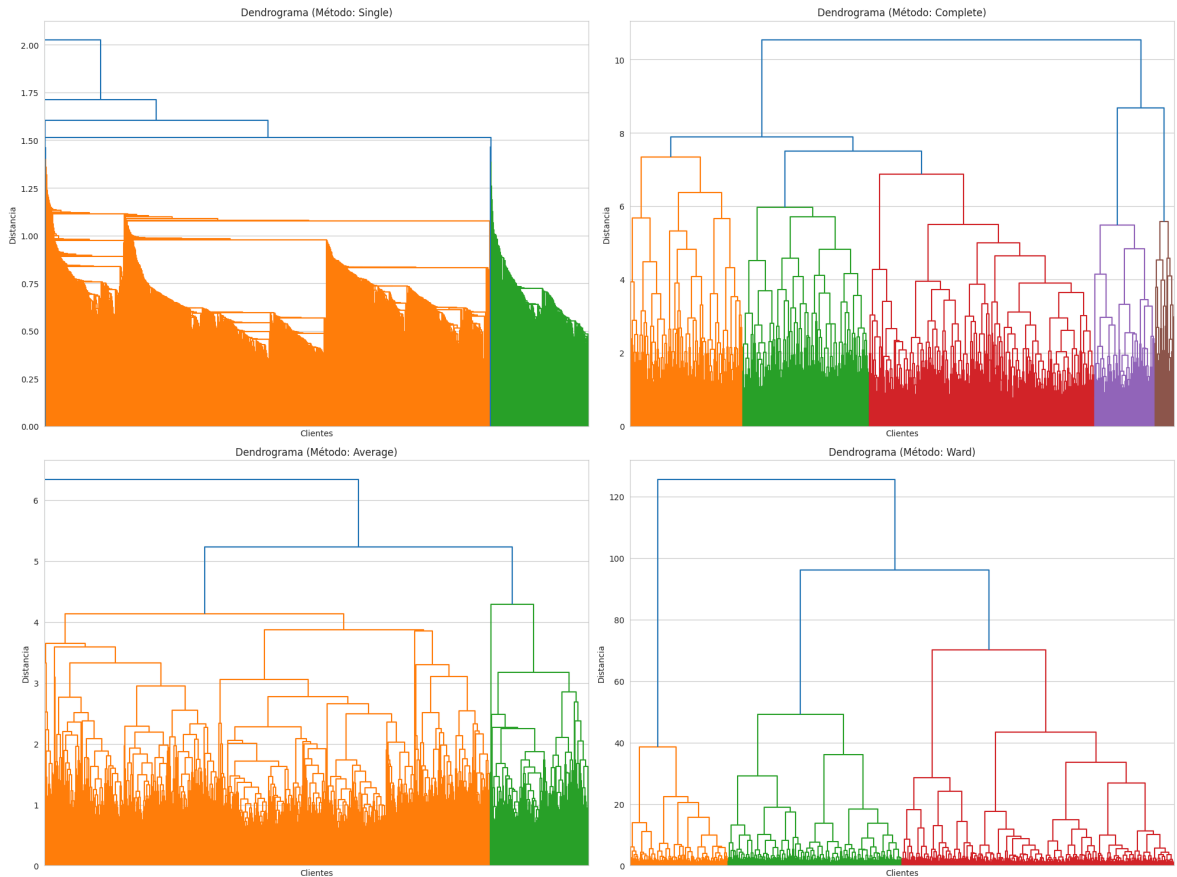 Dendrograma (Método: Single)
2.00
1.75
1.50
1.25
1.00
0.75
0.50
0.25
0.00
Distancia
Clientes
Dendrograma (Método: Complete)
10
8
6
4
2
0
Distancia
Clientes
Dendrograma (Método: Average)
6
5
4
3
2
1
0
Distancia
Clientes
Dendrograma (Método: Ward)
120
100
80
60
40
20
0
Distancia
Clientes